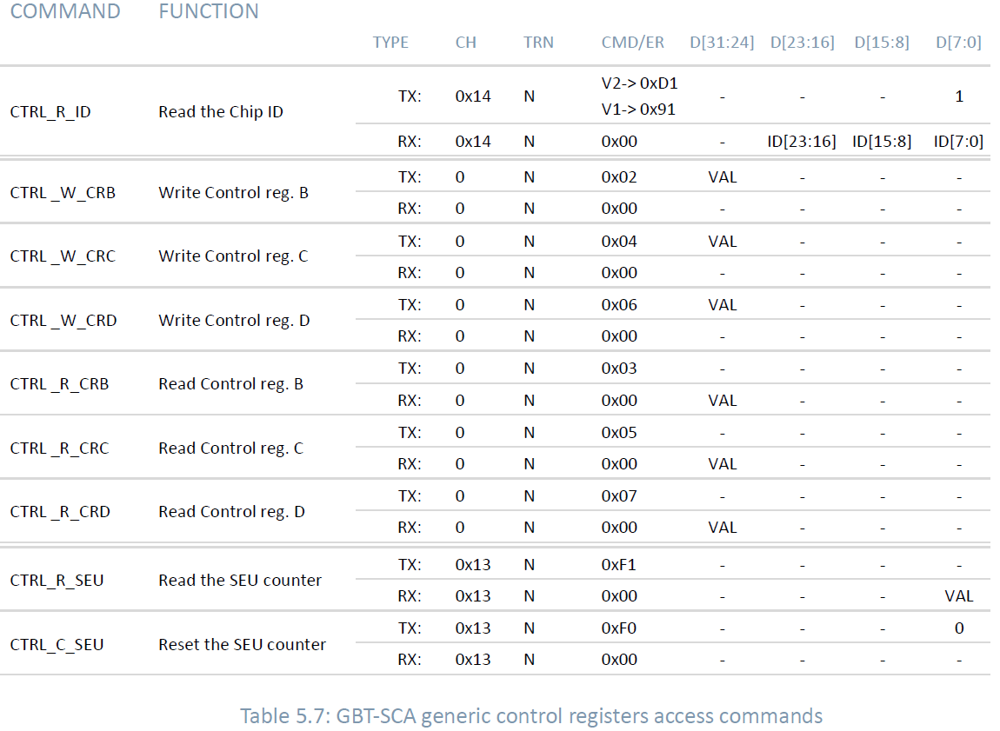 COMMAND FUNCTION
TYPE CH TRN CMD/ER D[31:24] D[23:16] D[15:8] D[7:0]
CTRL_R_ID Read the Chip ID
TX: 0x14 N V2-> 0xD1 V1-> 0x91 - - - 1
RX: 0x14 N 0x00 - ID[23:16] ID[15:8] ID[7:0]
CTRL _W_CRB Write Control reg. B
TX: 0 N 0x02 VAL - - -
RX: 0 N 0x00 - - - -
CTRL _W_CRC Write Control reg. C
TX: 0 N 0x04 VAL - - -
RX: 0 N 0x00 - - - -
CTRL _W_CRD Write Control reg. D
TX: 0 N 0x06 VAL - - -
RX: 0 N 0x00 - - - -
CTRL _R_CRB Read Control reg. B
TX: 0 N 0x03 - - - -
RX: 0 N 0x00 VAL - - -
CTRL _R_CRC Read Control reg. C
TX: 0 N 0x05 - - - -
RX: 0 N 0x00 VAL - - -
CTRL _R_CRD Read Control reg. D
TX: 0 N 0x07 - - - -
RX: 0 N 0x00 VAL - - -
CTRL_R_SEU Read the SEU counter
TX: 0x13 N 0xF1 - - - -
RX: 0x13 N 0x00 - - - VAL
CTRL_C_SEU Reset the SEU counter
TX: 0x13 N 0xF0 - - - 0
RX: 0x13 N 0x00 - - - -
Table 5.7: GBT-SCA generic control registers access commands